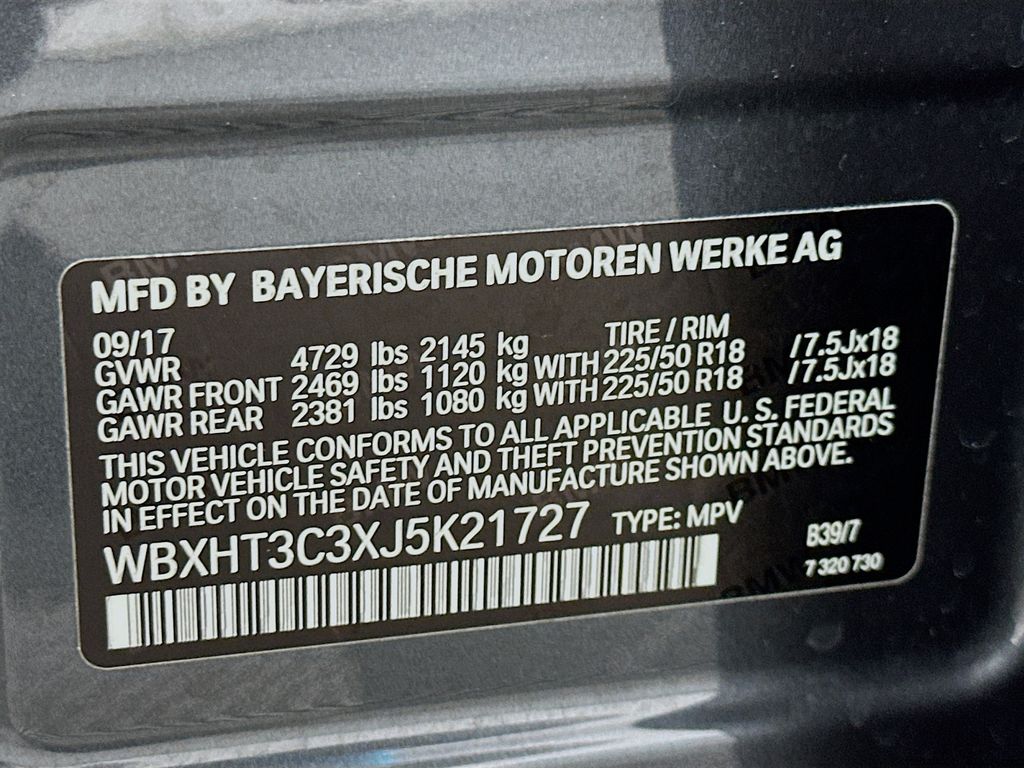 MFD BY BAYERISCHE MOTOREN WERKE AG
09/17 TIRE / RIM
GVWR 4729 lbs 2145 kg
GAWR FRONT 2469 lbs 1120 kg WITH 225/50 R18 /7.5Jx18
GAWR REAR 2381 lbs 1080 kg WITH 225/50 R18 /7.5Jx18
THIS VEHICLE CONFORMS TO ALL APPLICABLE U. S. FEDERAL
MOTOR VEHICLE SAFETY AND THEFT PREVENTION STANDARDS
IN EFFECT ON THE DATE OF MANUFACTURE SHOWN ABOVE.
WBXHT3C3XJ5K21727 TYPE: MPV B39/7
7 320 730